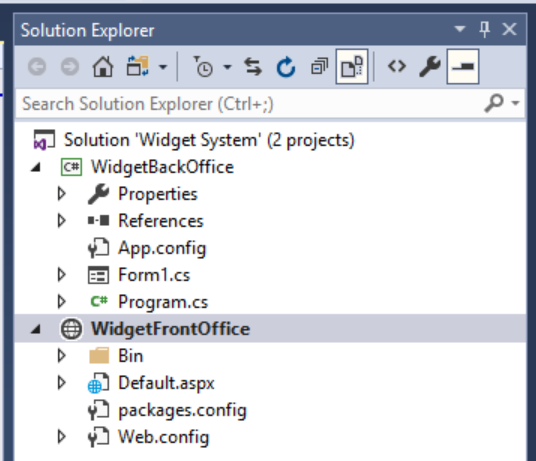 Solution Explorer
Search Solution Explorer (Ctrl+;)
Solution 'Widget System' (2 projects)
C# WidgetBackOffice
Properties
References
App.config
Form1.cs
C# Program.cs
WidgetFrontOffice
Bin
Default.aspx
packages.config
Web.config